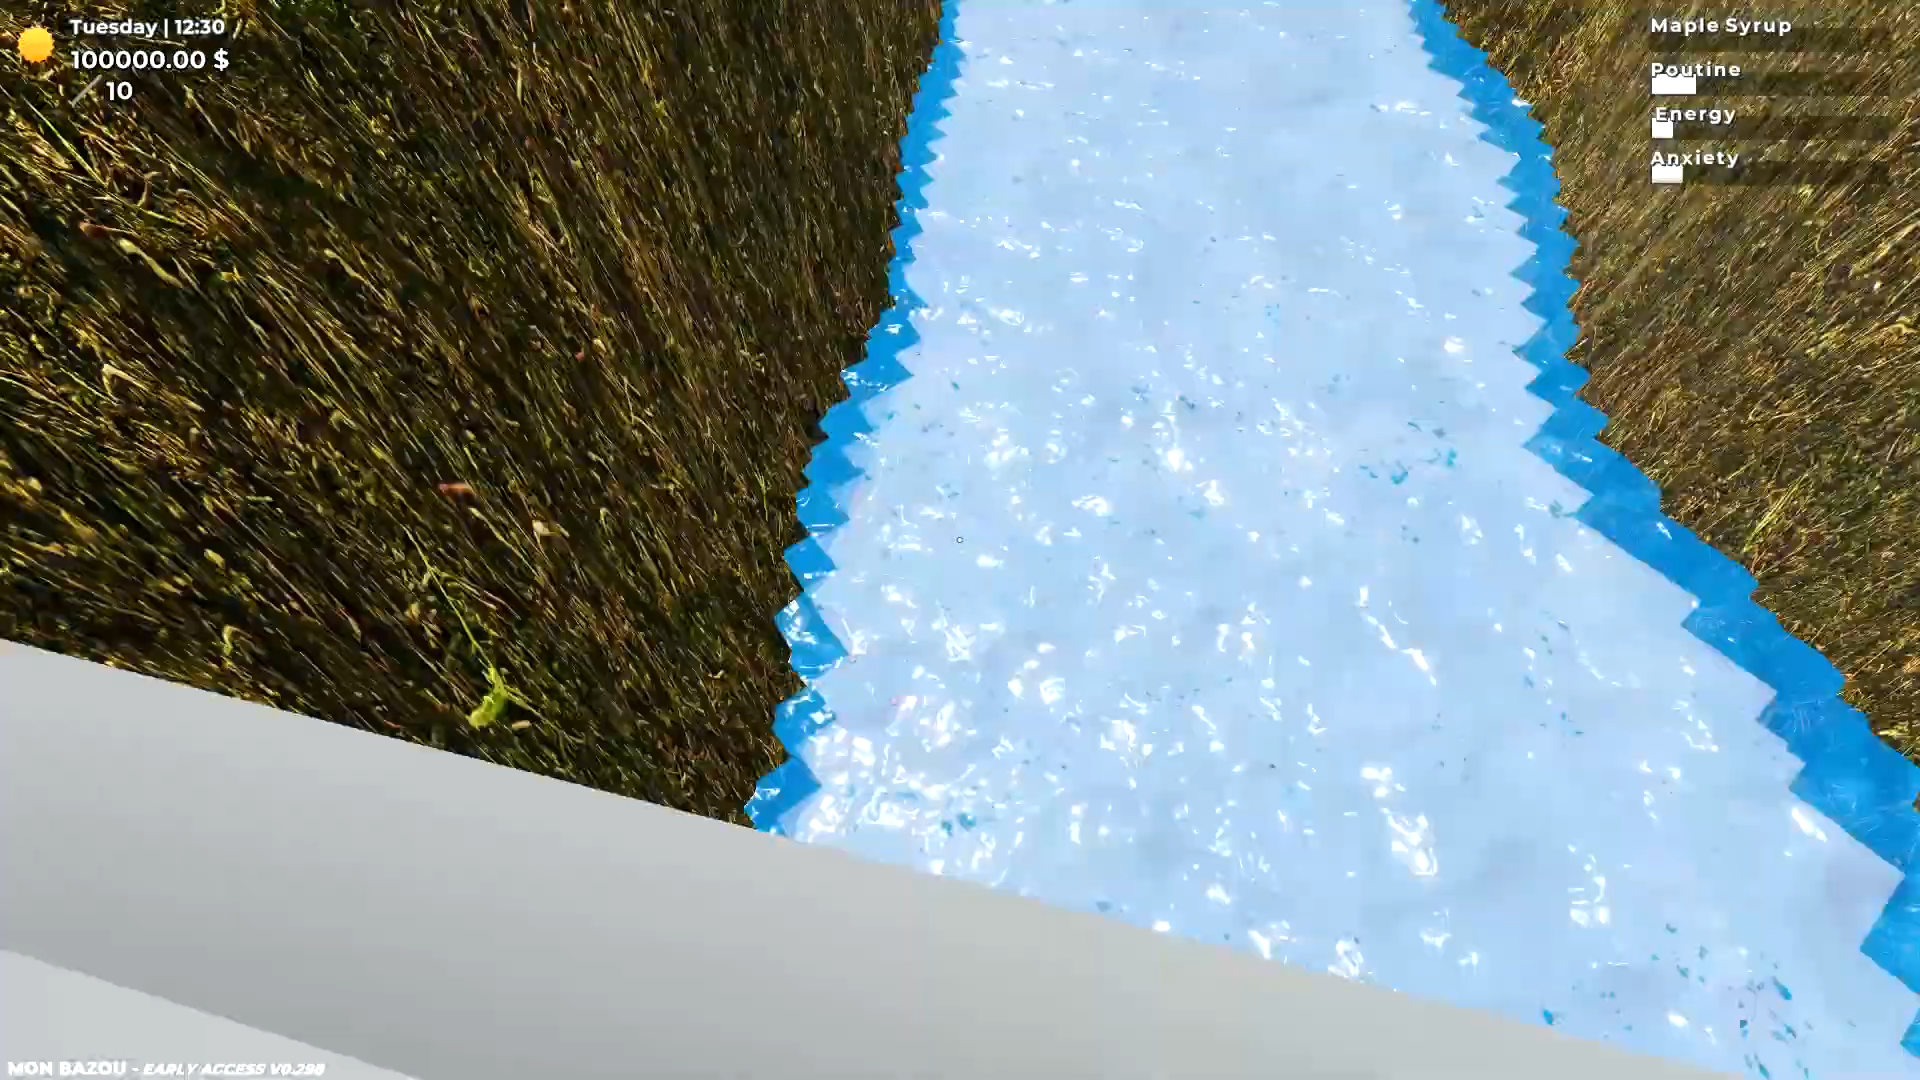 Tuesday | 12:30
100000.00 $
10
Maple Syrup
Poutine
Energy
Anxiety
MON BAZOU - EARLY ACCESS V0.298